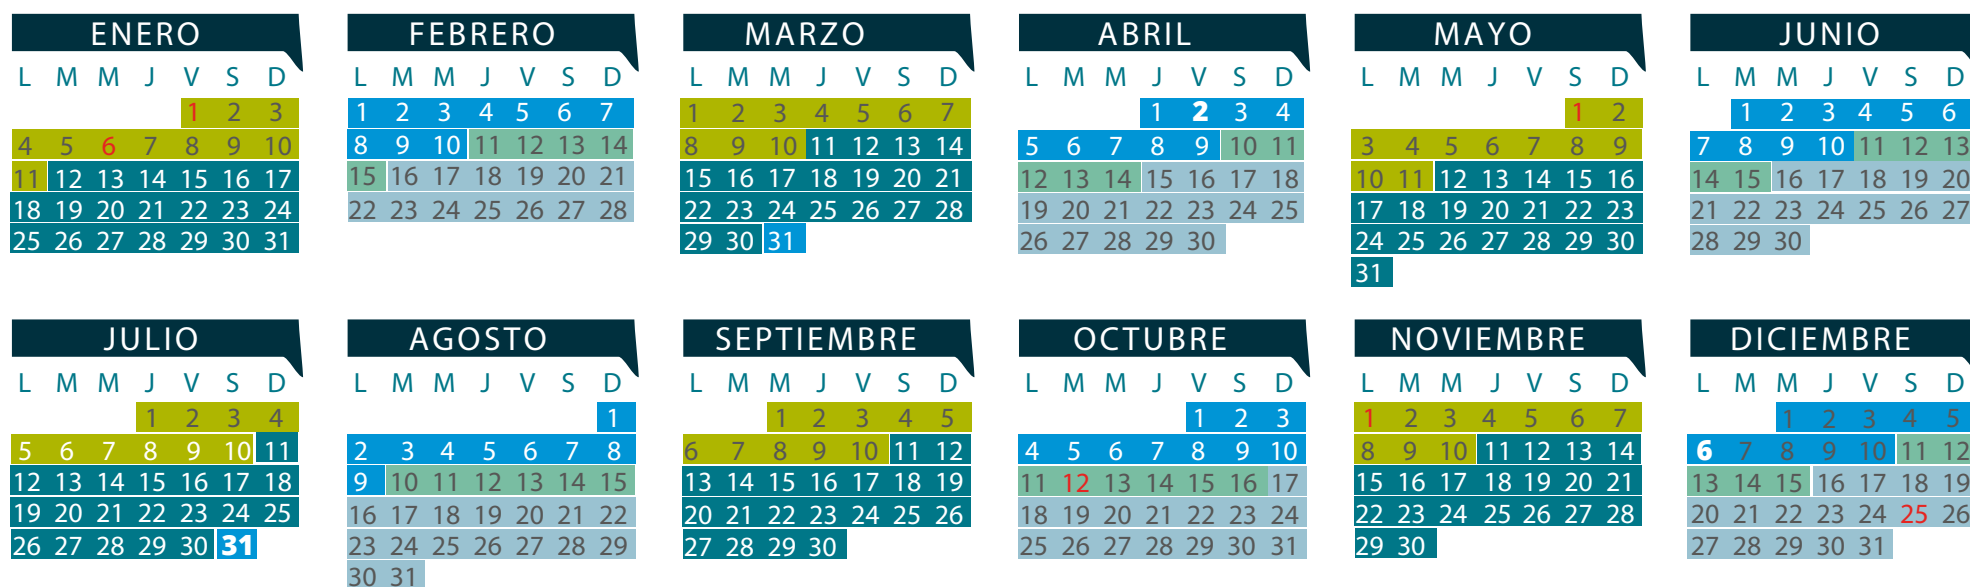 ENERO
L M M J V S D
1 2 3
4 5 6 7 8 9 10
11 12 13 14 15 16 17
18 19 20 21 22 23 24
25 26 27 28 29 30 31
FEBRERO
L M M J V S D
1 2 3 4 5 6 7
8 9 10 11 12 13 14
15 16 17 18 19 20 21
22 23 24 25 26 27 28
MARZO
L M M J V S D
1 2 3 4 5 6 7
8 9 10 11 12 13 14
15 16 17 18 19 20 21
22 23 24 25 26 27 28
29 30 31
ABRIL
L M M J V S D
1 2 3 4
5 6 7 8 9 10 11
12 13 14 15 16 17 18
19 20 21 22 23 24 25
26 27 28 29 30
MAYO
L M M J V S D
1 2
3 4 5 6 7 8 9
10 11 12 13 14 15 16
17 18 19 20 21 22 23
24 25 26 27 28 29 30
31
JUNIO
L M M J V S D
1 2 3 4 5 6
7 8 9 10 11 12 13
14 15 16 17 18 19 20
21 22 23 24 25 26 27
28 29 30
JULIO
L M M J V S D
1 2 3 4
5 6 7 8 9 10 11
12 13 14 15 16 17 18
19 20 21 22 23 24 25
26 27 28 29 30 31
AGOSTO
L M M J V S D
1
2 3 4 5 6 7 8
9 10 11 12 13 14 15
16 17 18 19 20 21 22
23 24 25 26 27 28 29
30 31
SEPTIEMBRE
L M M J V S D
1 2 3 4 5
6 7 8 9 10 11 12
13 14 15 16 17 18 19
20 21 22 23 24 25 26
27 28 29 30
OCTUBRE
L M M J V S D
1 2 3
4 5 6 7 8 9 10
11 12 13 14 15 16 17
18 19 20 21 22 23 24
25 26 27 28 29 30 31
NOVIEMBRE
L M M J V S D
1 2 3 4 5 6 7
8 9 10 11 12 13 14
15 16 17 18 19 20 21
22 23 24 25 26 27 28
29 30
DICIEMBRE
L M M J V S D
1 2 3 4 5
6 7 8 9 10 11 12
13 14 15 16 17 18 19
20 21 22 23 24 25 26
27 28 29 30 31